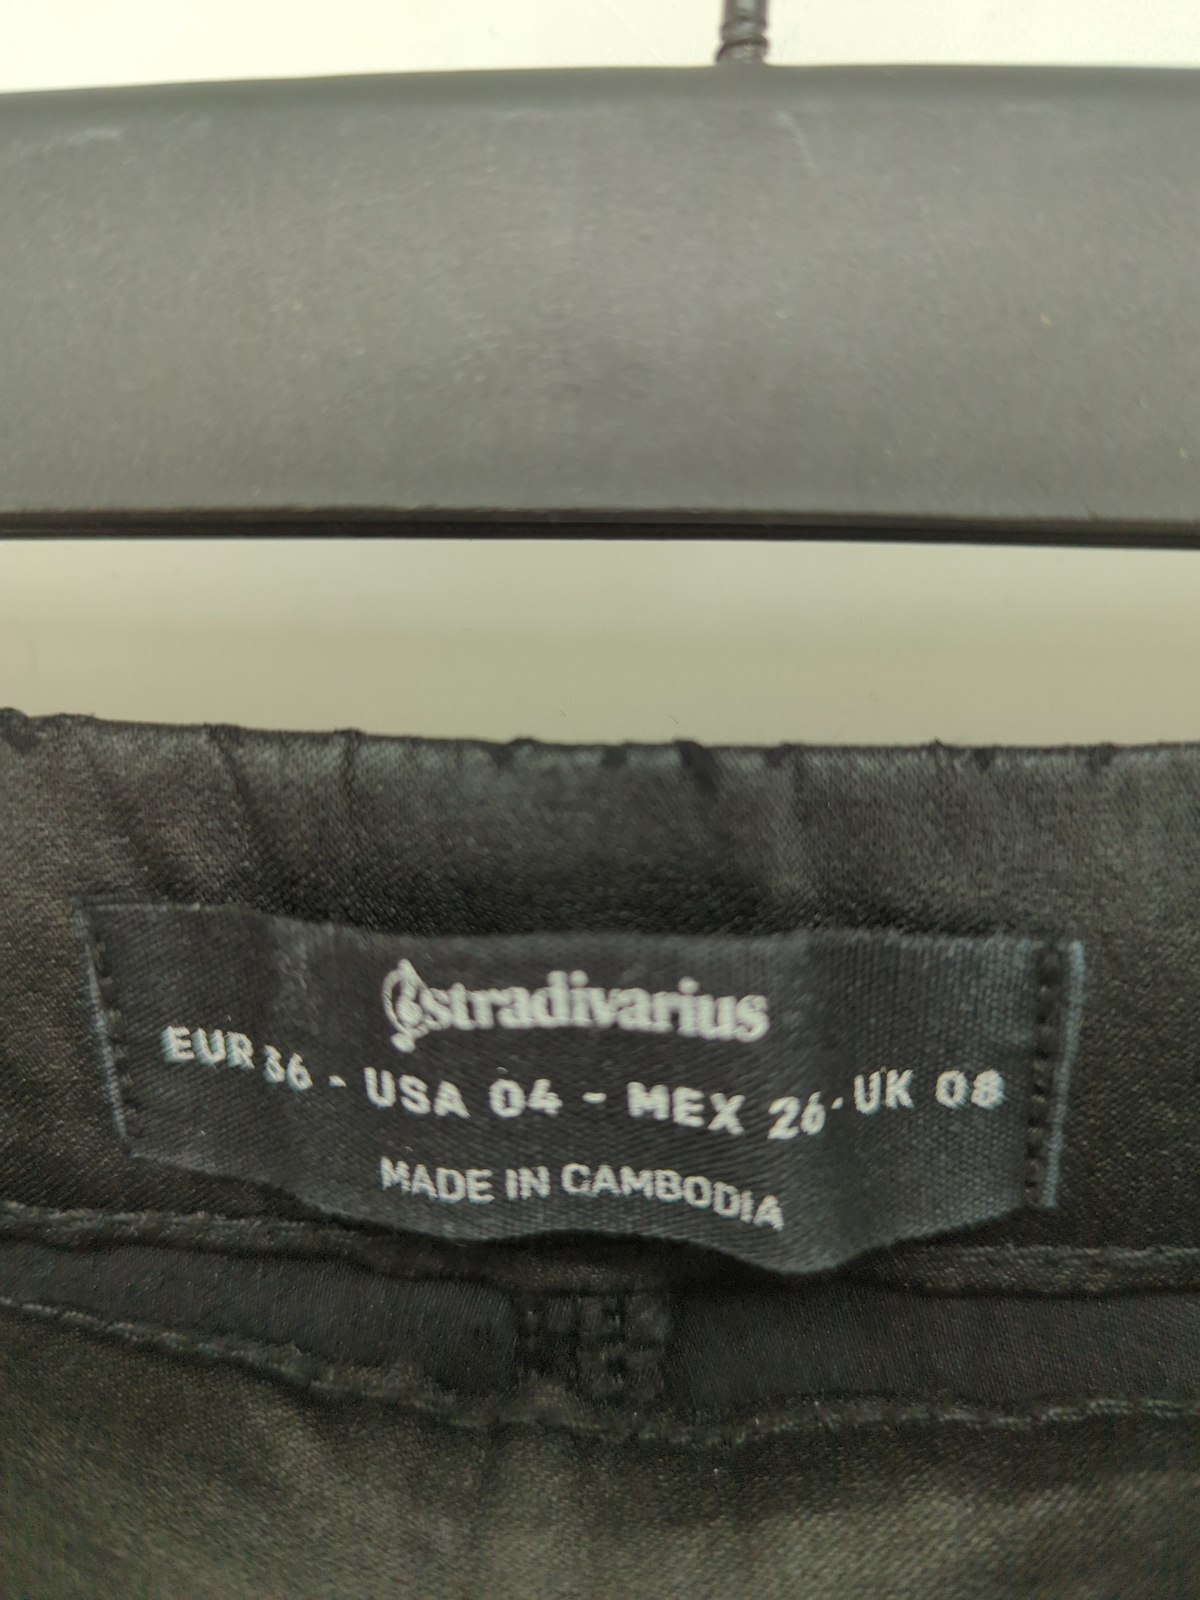 stradivarius
EUR 36 - USA 04 - MEX 26 - UK 08
MADE IN CAMBODIA